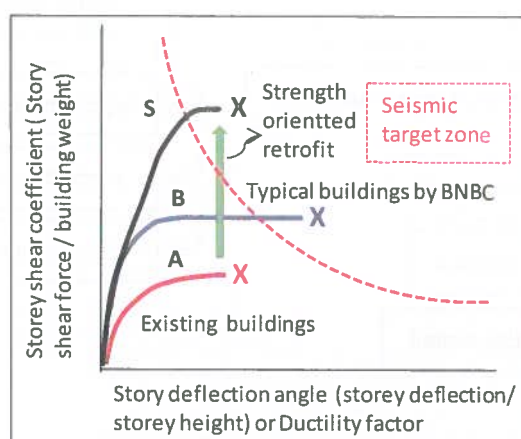 Storey shear coefficient ( Story
shear force / building weight)
S
X
Strength
orientted
retrofit
Seismic
target zone
B
Typical buildings by BNBC
X
A
X
Existing buildings
Story deflection angle (storey deflection/
storey height) or Ductility factor